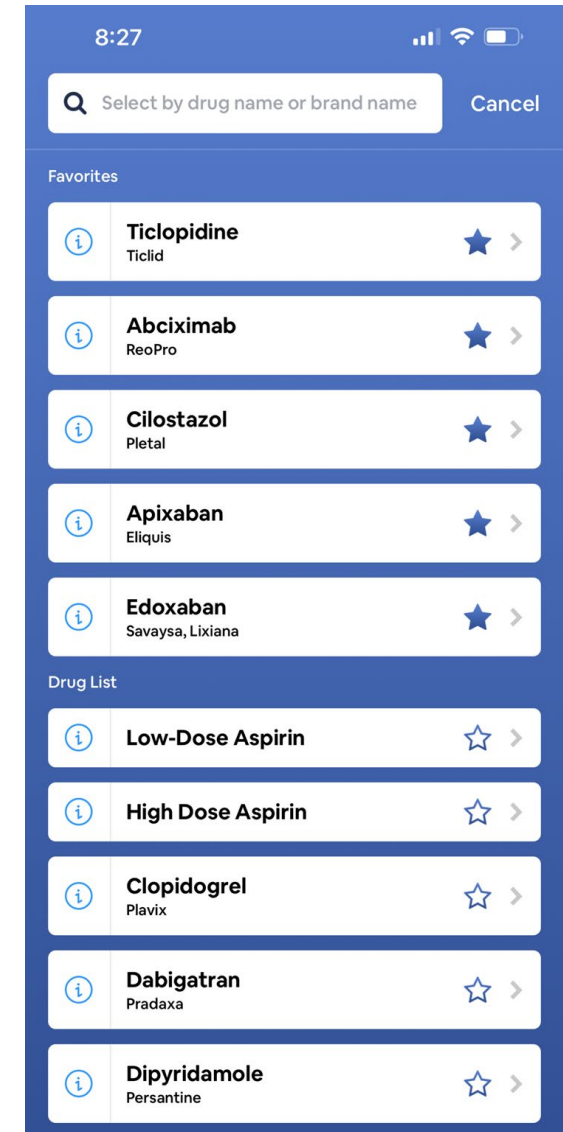 8:27
Select by drug name or brand name
Cancel
Favorites
Ticlopidine
Ticlid
Abciximab
ReoPro
Cilostazol
Pletal
Apixaban
Eliquis
Edoxaban
Savaysa, Lixiana
Drug List
Low-Dose Aspirin
High Dose Aspirin
Clopidogrel
Plavix
Dabigatran
Pradaxa
Dipyridamole
Persantine